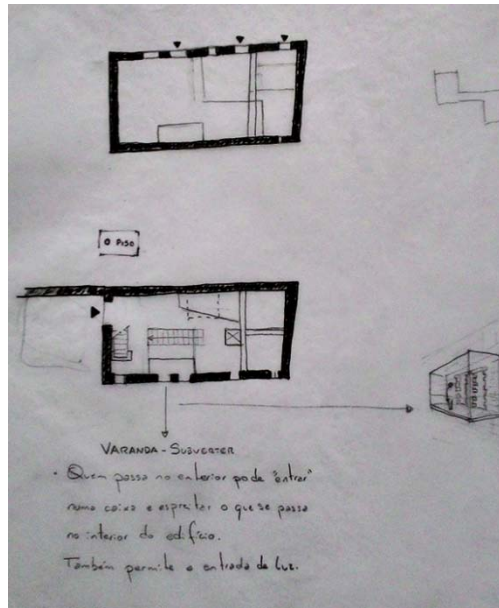 O PISO
VARANDA - SUBVERTER
• Quem passa no exterior pode "entrar"
numa caixa e espreitar o que se passa
no interior do edifício.
Também permite a entrada de luz.